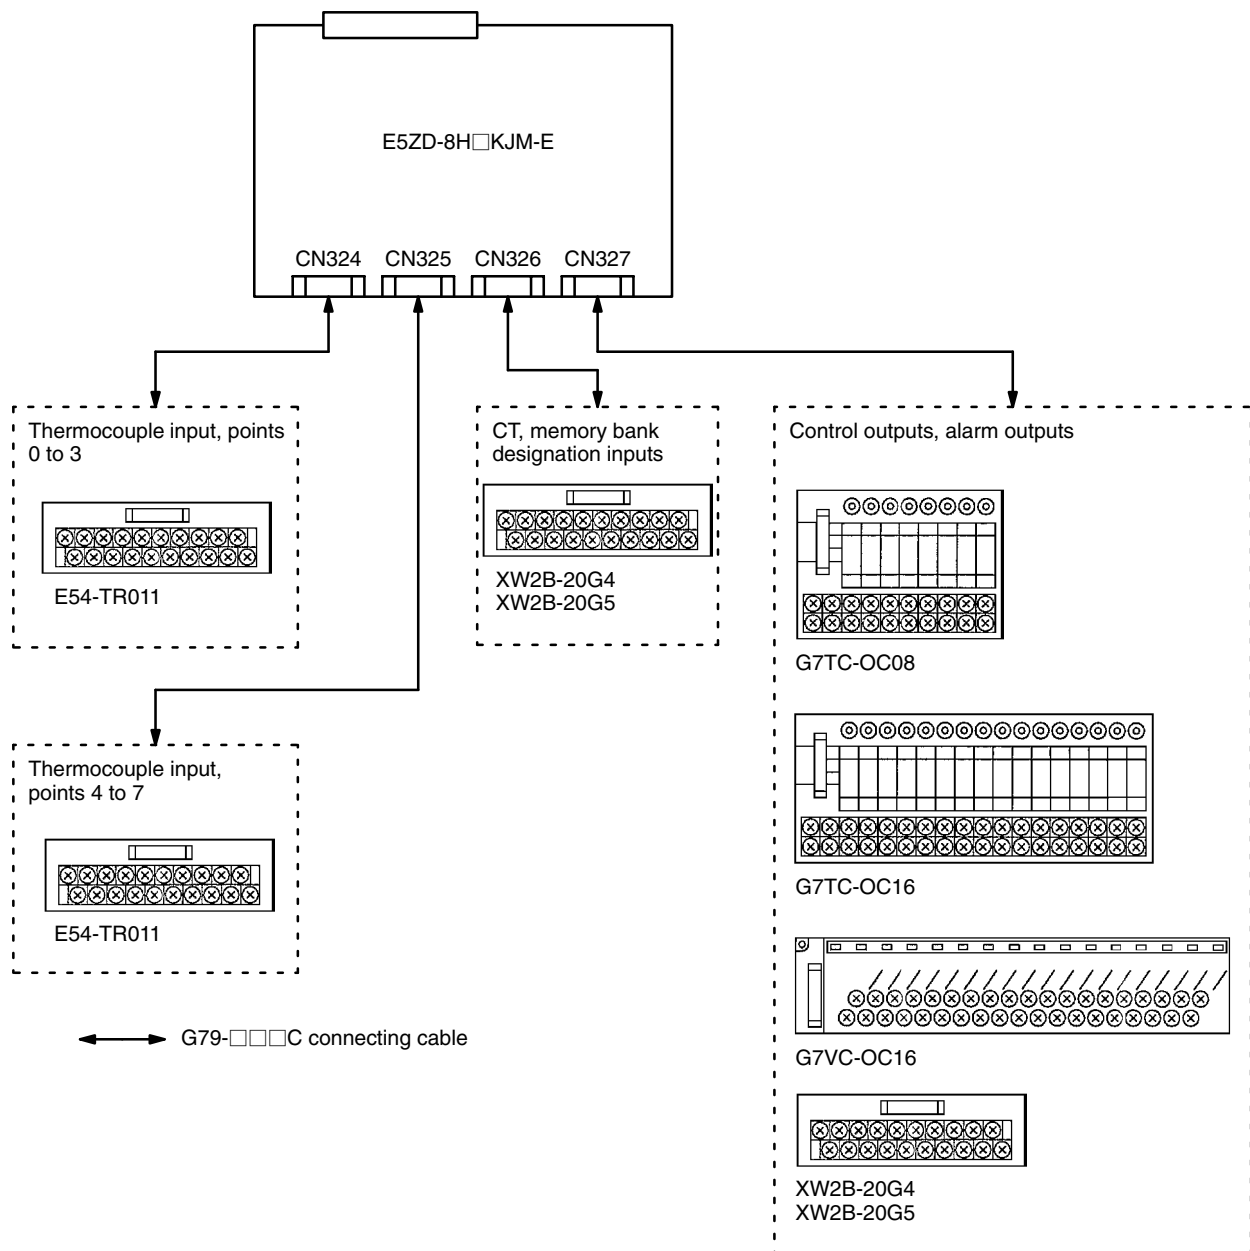 E5ZD-8H□KJM-E
CN324 CN325 CN326 CN327
Thermocouple input, points
0 to 3
E54-TR011
CT, memory bank
designation inputs
XW2B-20G4
XW2B-20G5
Control outputs, alarm outputs
G7TC-OC08
Thermocouple input,
points 4 to 7
E54-TR011
G7TC-OC16
G79-□□□C connecting cable
G7VC-OC16
XW2B-20G4
XW2B-20G5